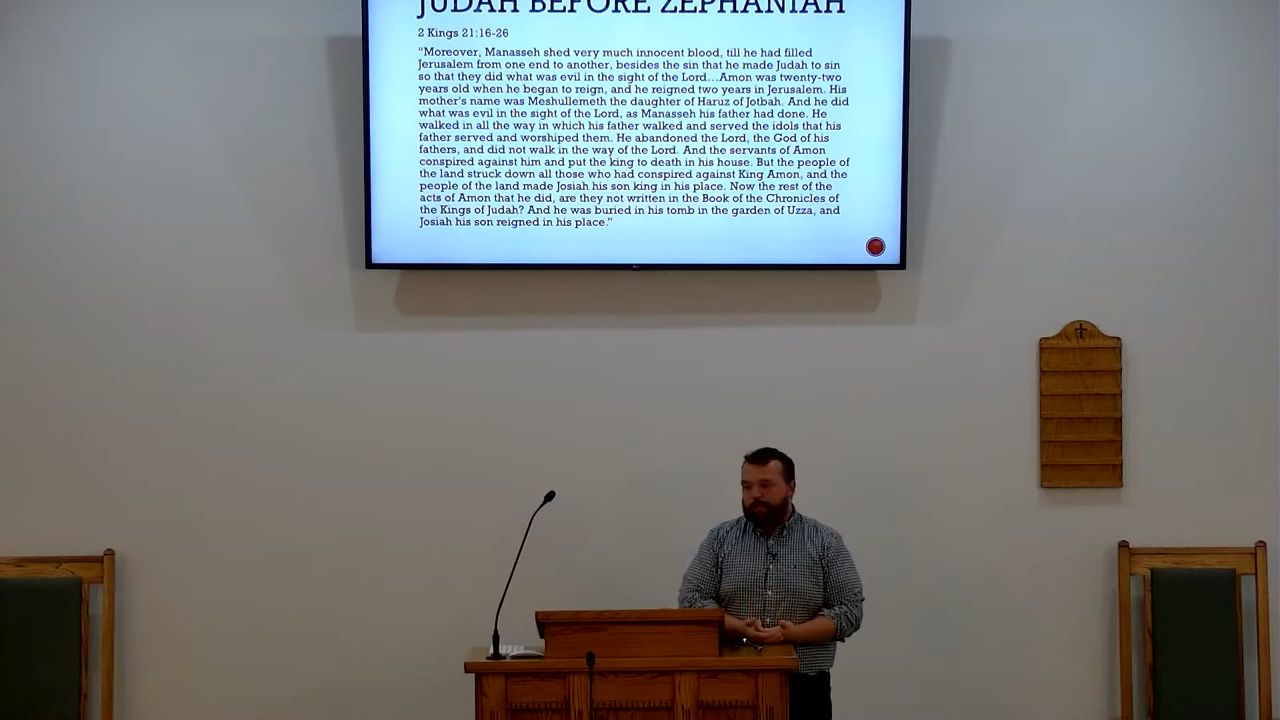 JUDAH BEFORE ZEPHANIAH
2 Kings 21:16-26
"Moreover, Manasseh shed very much innocent blood, till he had filled
Jerusalem from one end to another, besides the sin that he made Judah to sin
so that they did what was evil in the sight of the Lord…Amon was twenty-two
years old when he began to reign, and he reigned two years in Jerusalem. His
mother's name was Meshullemeth the daughter of Haruz of Jotbah. And he did
what was evil in the sight of the Lord, as Manasseh his father had done. He
walked in all the way in which his father walked and served the idols that his
father served and worshiped them. He abandoned the Lord, the God of his
fathers, and did not walk in the way of the Lord. And the servants of Amon
conspired against him and put the king to death in his house. But the people of
the land struck down all those who had conspired against King Amon, and the
people of the land made Josiah his son king in his place. Now the rest of the
acts of Amon that he did, are they not written in the Book of the Chronicles of
the Kings of Judah? And he was buried in his tomb in the garden of Uzza, and
Josiah his son reigned in his place."